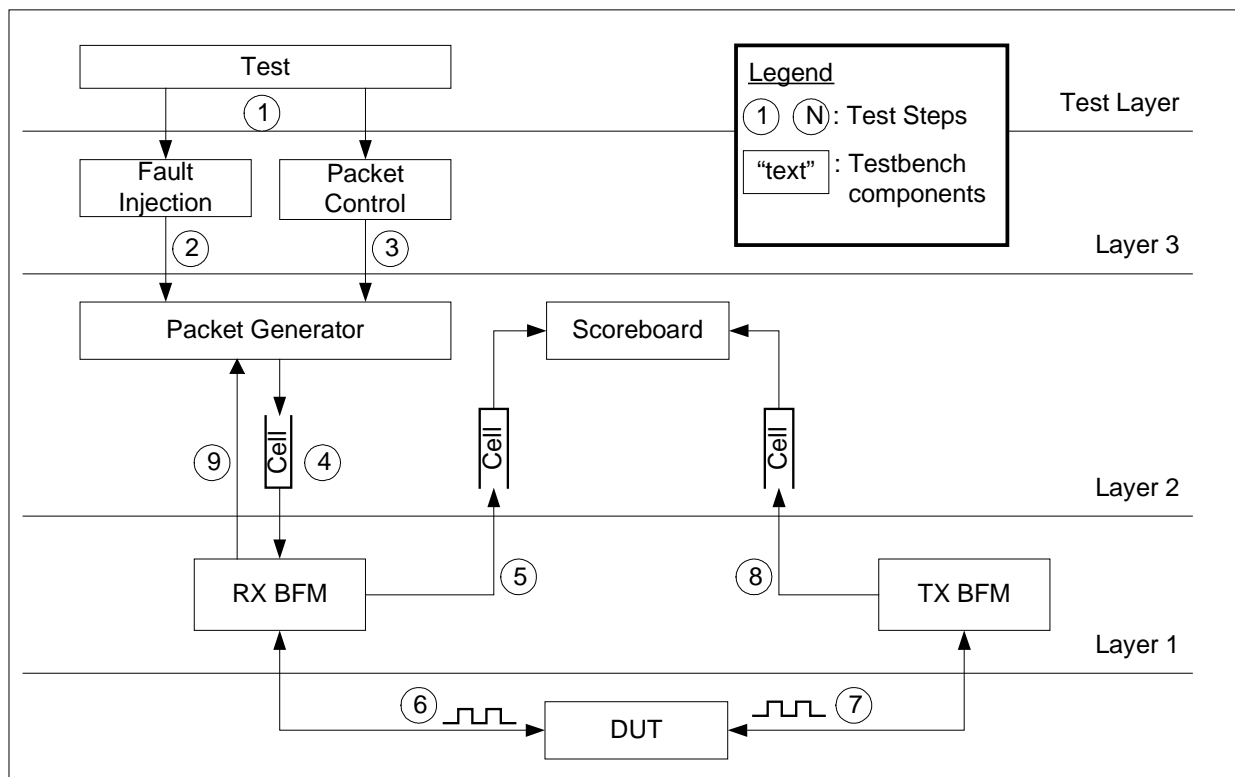 Test
1
Legend
1 N : Test Steps
“text” : Testbench
components
Test Layer
Fault
Injection
Packet
Control
2
3
Layer 3
Packet Generator
Scoreboard
9
Cell
4
Cell
Cell
Layer 2
RX BFM
5
8
TX BFM
Layer 1
6
7
DUT